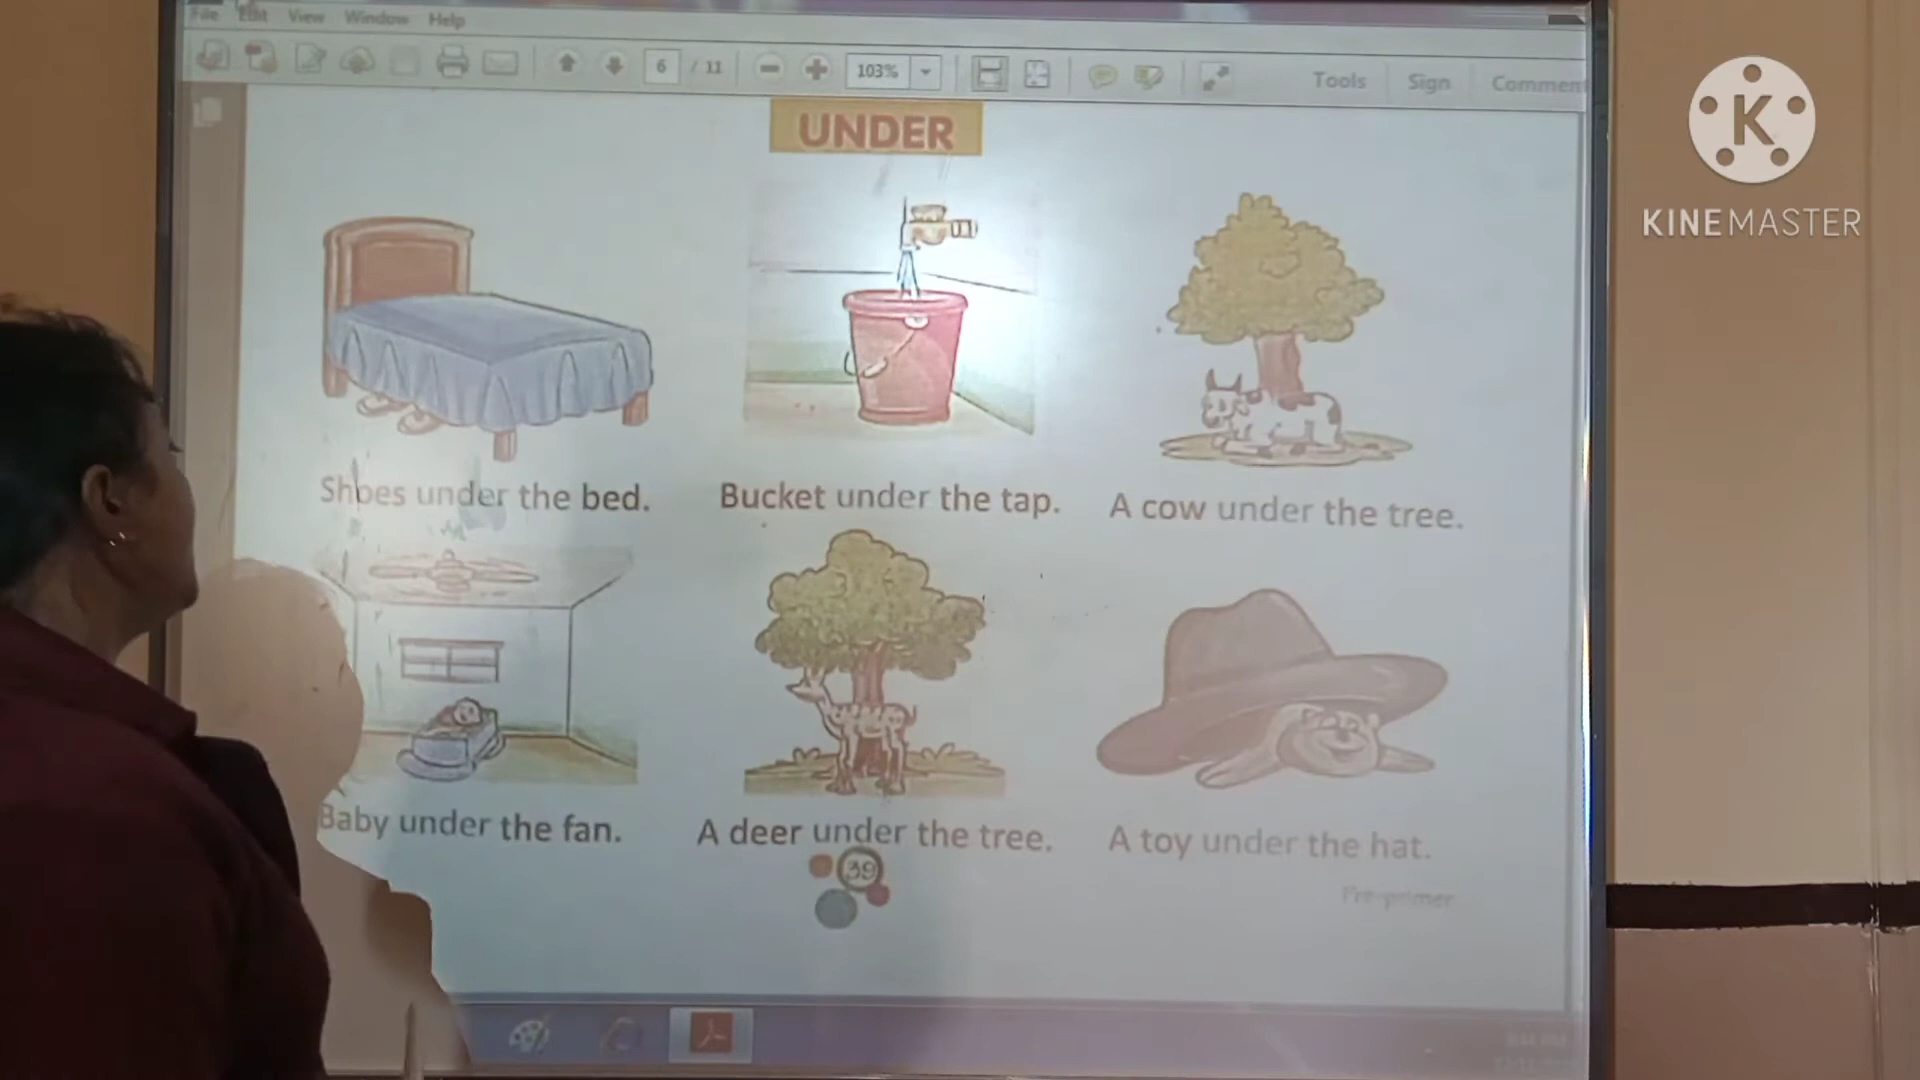 File Edit View Window Help
6 / 11 103% Tools Sign Comment
UNDER
K
KINEMASTER
Shoes under the bed. Bucket under the tap. A cow under the tree.
Baby under the fan. A deer under the tree. A toy under the hat.
39
Pre-primer